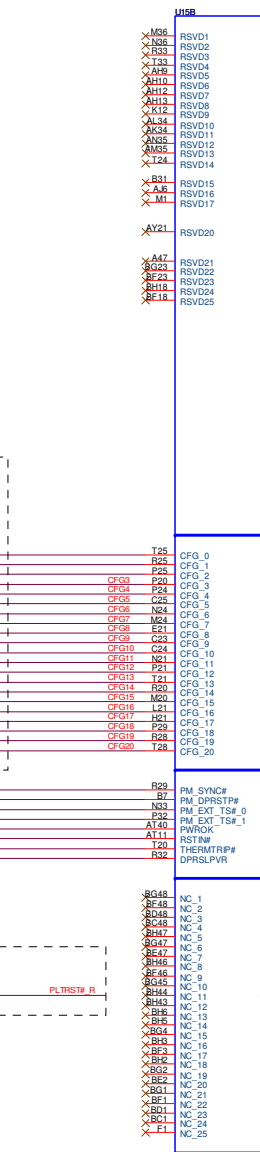 U15B
M36 RSVD1
N36 RSVD2
R33 RSVD3
T33 RSVD4
AH9 RSVD5
AH10 RSVD6
AH12 RSVD7
AH13 RSVD8
K12 RSVD9
AL34 RSVD10
AK34 RSVD11
AN35 RSVD12
AM35 RSVD13
T24 RSVD14
B31 RSVD15
AJ6 RSVD16
M1 RSVD17
AY21 RSVD20
A47 RSVD21
BG23 RSVD22
BF23 RSVD23
BH18 RSVD24
BF18 RSVD25
T25 CFG_0
R25 CFG_1
P25 CFG_2
CFG3 P20 CFG_3
CFG4 P24 CFG_4
CFG5 C25 CFG_5
CFG6 N24 CFG_6
CFG7 M24 CFG_7
CFG8 E21 CFG_8
CFG9 C23 CFG_9
CFG10 C24 CFG_10
CFG11 N21 CFG_11
CFG12 P21 CFG_12
CFG13 T21 CFG_13
CFG14 R20 CFG_14
CFG15 M20 CFG_15
CFG16 L21 CFG_16
CFG17 H21 CFG_17
CFG18 P29 CFG_18
CFG19 R28 CFG_19
CFG20 T28 CFG_20
R29 PM_SYNC#
B7 PM_DPRSTP#
N33 PM_EXT_TS#_0
P32 PM_EXT_TS#_1
AT40 PWROK
AT11 RSTIN#
T20 THERMTRIP#
R32 DPRSLPVR
BG48 NC_1
BF48 NC_2
BD48 NC_3
BC48 NC_4
BH47 NC_5
BG47 NC_6
BE47 NC_7
BH46 NC_8
BF46 NC_9
BG45 NC_10
BH44 NC_11
BH43 NC_12
BH6 NC_13
BH5 NC_14
BG4 NC_15
BH3 NC_16
BF3 NC_17
BH2 NC_18
BG2 NC_19
BE2 NC_20
BG1 NC_21
BF1 NC_22
BD1 NC_23
BC1 NC_24
F1 NC_25
PLTRST#_R